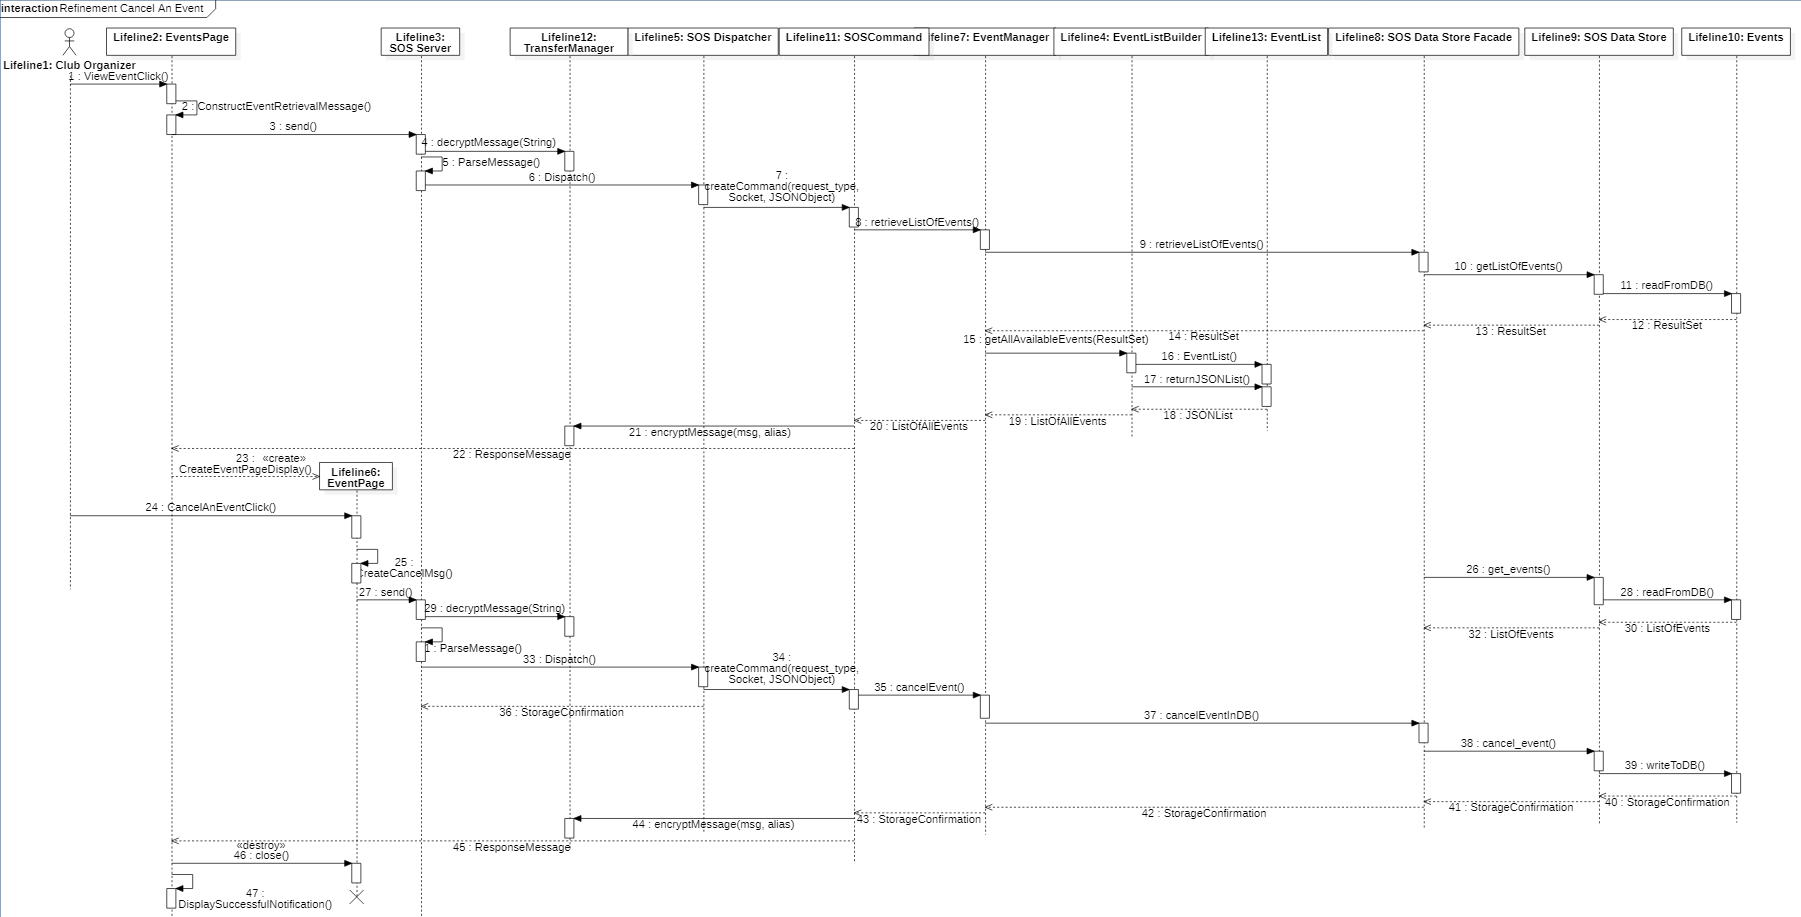 interaction Refinement Cancel An Event
Lifeline2: EventsPage
Lifeline3:
SOS Server
Lifeline12:
TransferManager
Lifeline5: SOS Dispatcher
Lifeline11: SOSCommand
feline7: EventManager
Lifeline4: EventListBuilder
Lifeline13: EventList
Lifeline8: SOS Data Store Facade
Lifeline9: SOS Data Store
Lifeline10: Events
Lifeline1: Club Organizer
1 : ViewEventClick()
2 : ConstructEventRetrievalMessage()
3 : send()
4 : decryptMessage(String)
5 : ParseMessage()
6 : Dispatch()
7 :
createCommand(request_type,
Socket, JSONObject)
8 : retrieveListOfEvents()
9 : retrieveListOfEvents()
10 : getListOfEvents()
11 : readFromDB()
12 : ResultSet
13 : ResultSet
14 : ResultSet
15 : getAllAvailableEvents(ResultSet)
16 : EventList()
17 : returnJSONList()
18 : JSONList
19 : ListOfAllEvents
20 : ListOfAllEvents
21 : encryptMessage(msg, alias)
22 : ResponseMessage
23 : «create»
CreateEventPageDisplay()
Lifeline6:
EventPage
24 : CancelAnEventClick()
25 :
CreateCancelMsg()
26 : get_events()
27 : send()
28 : readFromDB()
29 : decryptMessage(String)
30 : ListOfEvents
1 : ParseMessage()
32 : ListOfEvents
33 : Dispatch()
34 :
createCommand(request_type,
Socket, JSONObject)
35 : cancelEvent()
36 : StorageConfirmation
37 : cancelEventInDB()
38 : cancel_event()
39 : writeToDB()
40 : StorageConfirmation
41 : StorageConfirmation
42 : StorageConfirmation
43 : StorageConfirmation
44 : encryptMessage(msg, alias)
45 : ResponseMessage
«destroy»
46 : close()
47 :
DisplaySuccessfulNotification()